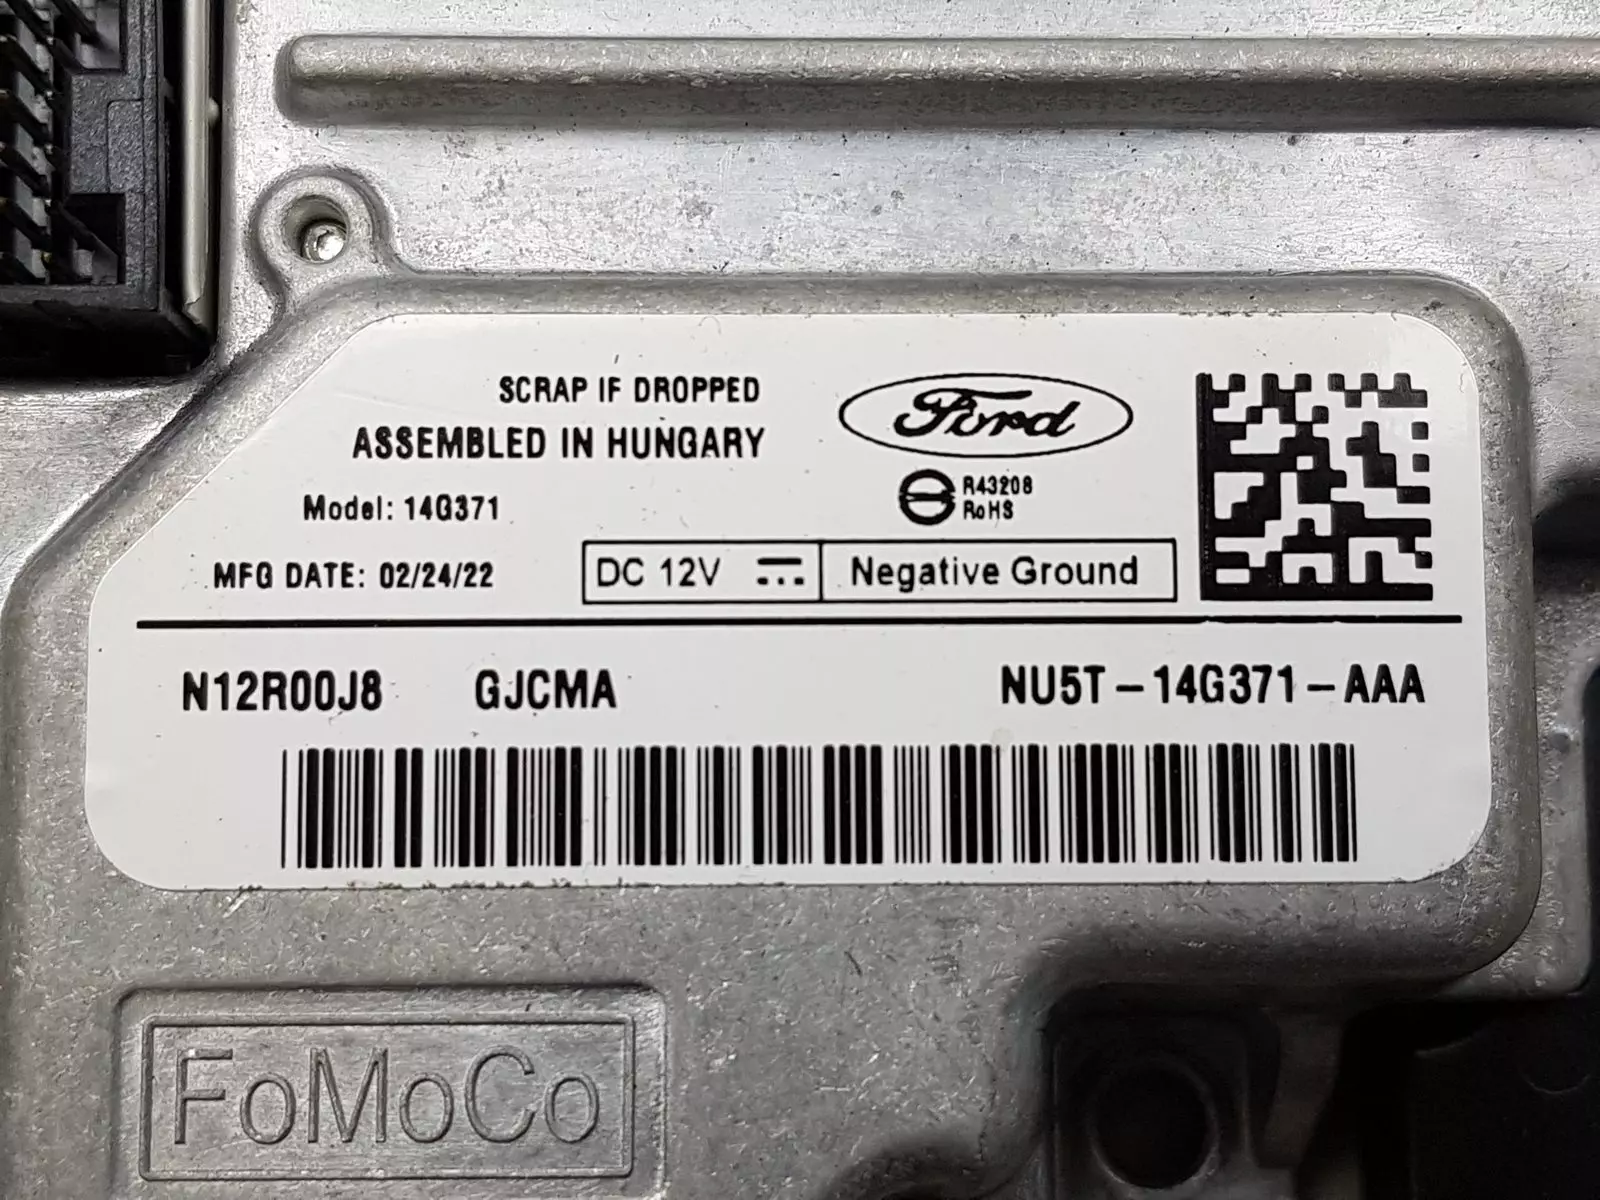 SCRAP IF DROPPED
ASSEMBLED IN HUNGARY
Ford
R43208
RoHS
Model: 14G371
MFG DATE: 02/24/22
DC 12V
Negative Ground
N12R00J8 GJCMA NU5T-14G371-AAA
FoMoCo